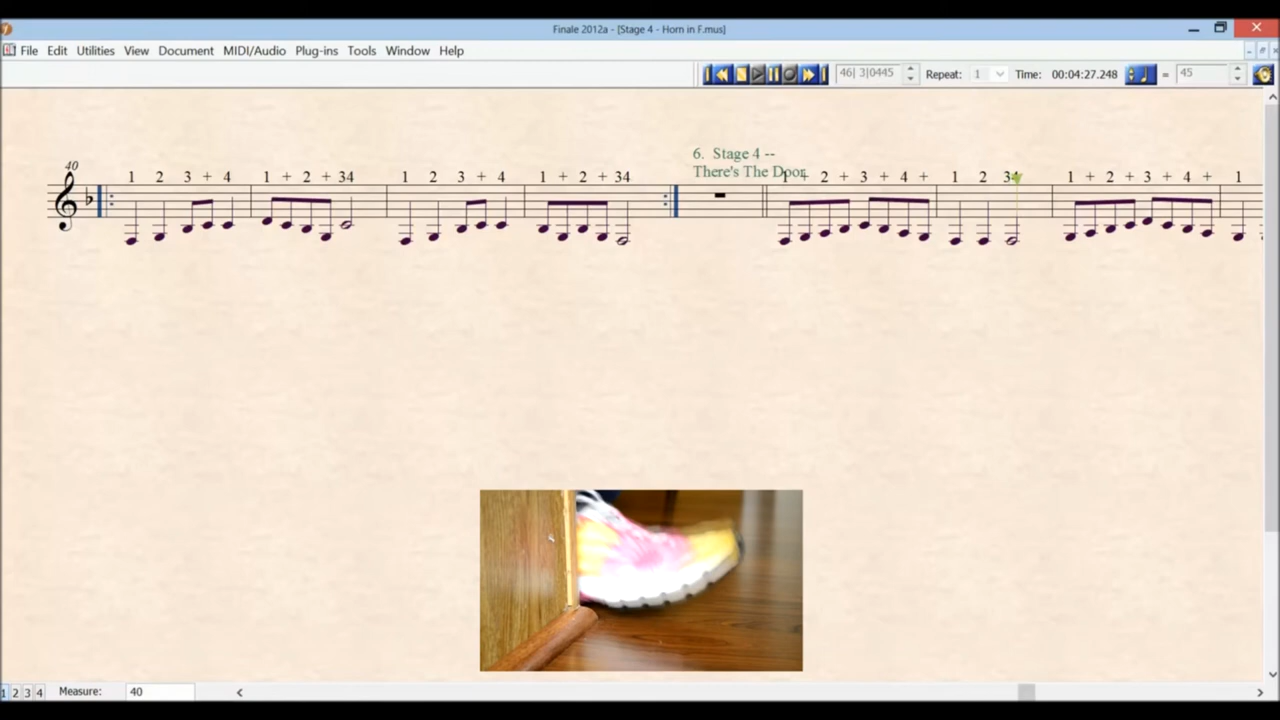 Finale 2012a - [Stage 4 - Horn in F.mus]
File Edit Utilities View Document MIDI/Audio Plug-ins Tools Window Help
46| 3|0445 Repeat: 1 Time: 00:04:27.248 = 45
40
6. Stage 4 --
There's The Door
1 2 3 + 4 1 + 2 + 34 1 2 3 + 4 1 + 2 + 34 1 + 2 + 3 + 4 + 1 2 34 1 + 2 + 3 + 4 + 1
1 2 3 4 Measure: 40